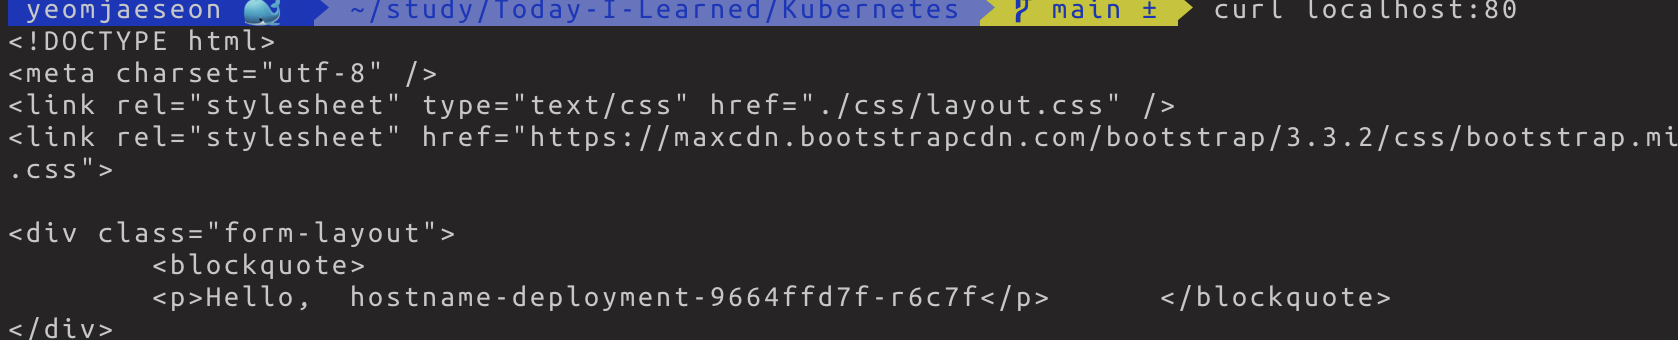 yeomjaeseon 🐳 ~/study/Today-I-Learned/Kubernetes main ± curl localhost:80
<!DOCTYPE html>
<meta charset="utf-8" />
<link rel="stylesheet" type="text/css" href="./css/layout.css" />
<link rel="stylesheet" href="https://maxcdn.bootstrapcdn.com/bootstrap/3.3.2/css/bootstrap.mi
.css">
<div class="form-layout">
<blockquote>
<p>Hello,  hostname-deployment-9664ffd7f-r6c7f</p>      </blockquote>
</div>